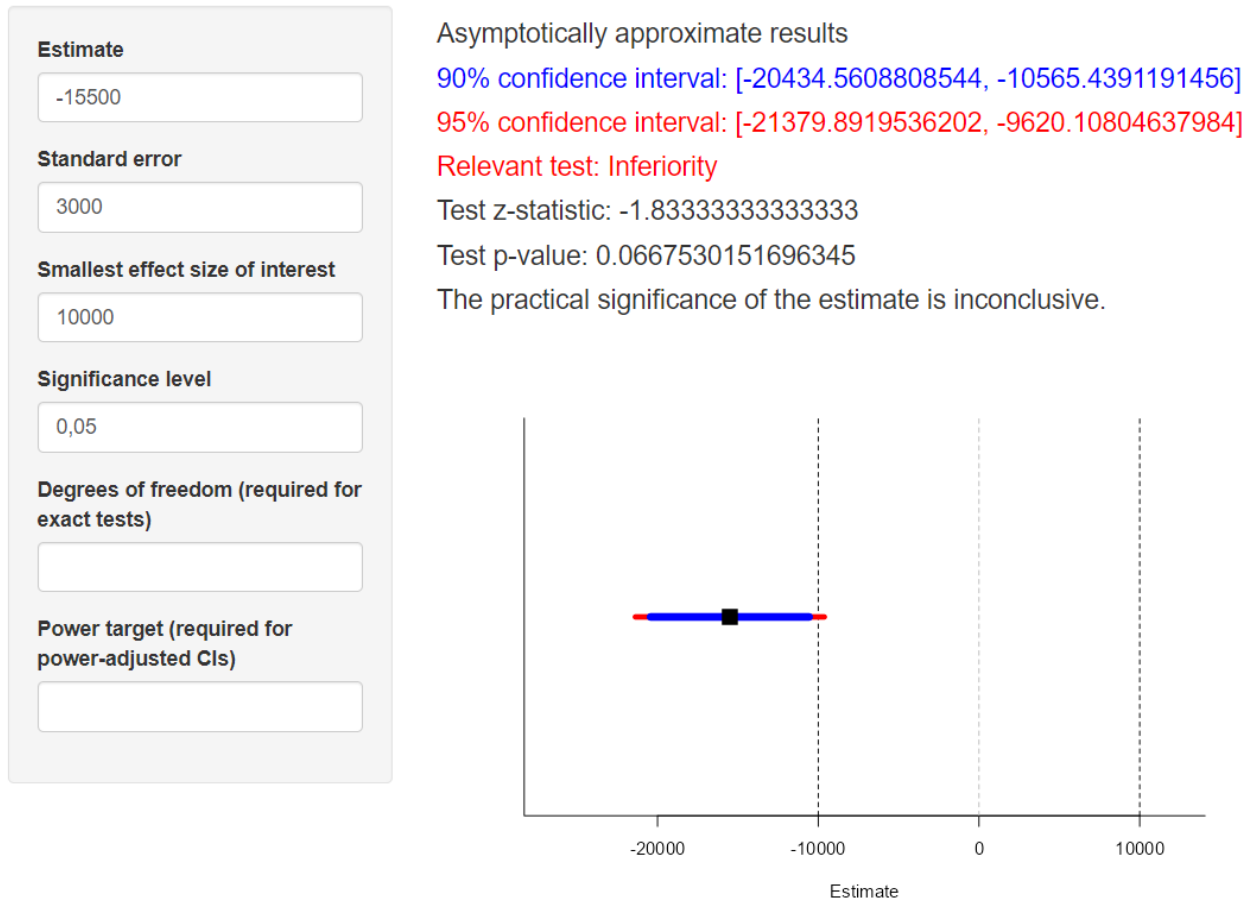 Estimate
-15500
Standard error
3000
Smallest effect size of interest
10000
Significance level
0,05
Degrees of freedom (required for
exact tests)
Power target (required for
power-adjusted CIs)
Asymptotically approximate results
90% confidence interval: [-20434.5608808544, -10565.4391191456]
95% confidence interval: [-21379.8919536202, -9620.10804637984]
Relevant test: Inferiority
Test z-statistic: -1.83333333333333
Test p-value: 0.0667530151696345
The practical significance of the estimate is inconclusive.
-20000 -10000 0 10000
Estimate